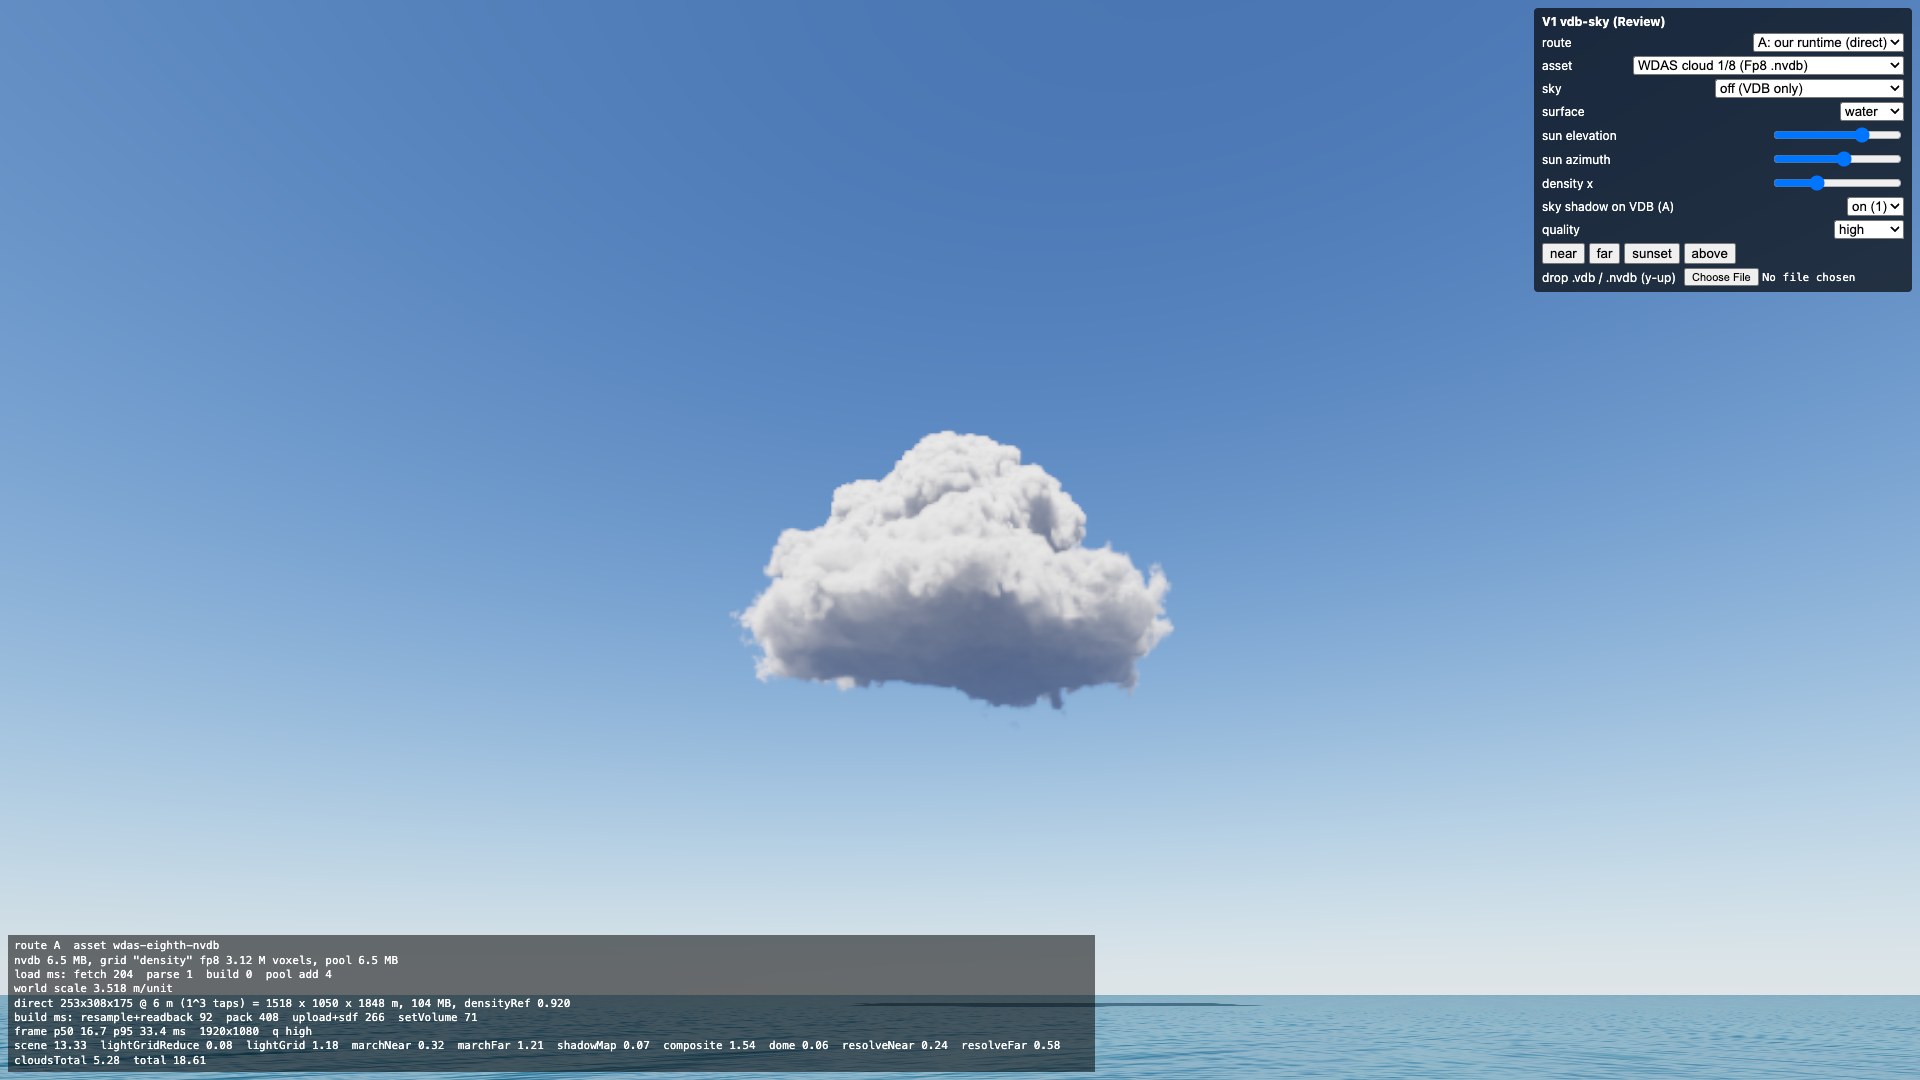 V1 vdb-sky (Review)
route A: our runtime (direct)
asset WDAS cloud 1/8 (Fp8 .nvdb)
sky off (VDB only)
surface water
sun elevation
sun azimuth
density x
sky shadow on VDB (A) on (1)
quality high
near far sunset above
drop .vdb / .nvdb (y-up) Choose File No file chosen
route A  asset wdas-eighth-nvdb
nvdb 6.5 MB, grid "density" fp8 3.12 M voxels, pool 6.5 MB
load ms: fetch 204  parse 1  build 0  pool add 4
world scale 3.518 m/unit
direct 253x308x175 @ 6 m (1^3 taps) = 1518 x 1050 x 1848 m, 104 MB, densityRef 0.920
build ms: resample+readback 92  pack 408  upload+sdf 266  setVolume 71
frame p50 16.7 p95 33.4 ms  1920x1080  q high
scene 13.33  lightGridReduce 0.08  lightGrid 1.18  marchNear 0.32  marchFar 1.21  shadowMap 0.07  composite 1.54  dome 0.06  resolveNear 0.24  resolveFar 0.58
cloudsTotal 5.28  total 18.61